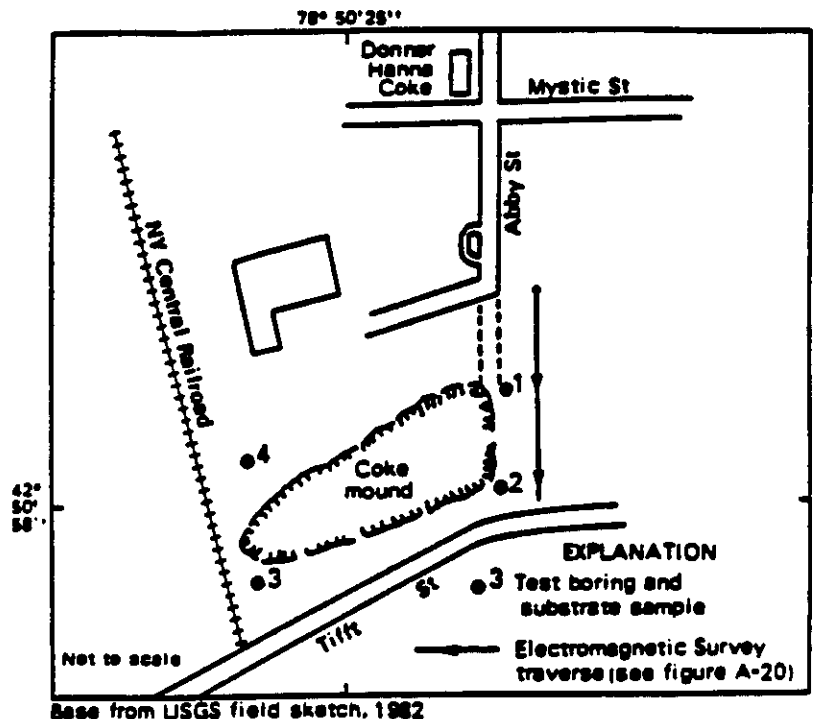 78° 50'25''
Donner
Hanna
Coke
Mystic St
Abby St
NY Central Railroad
1
4
Coke
mound
2
42°
50'
58''
3
Tifft St
EXPLANATION
3 Test boring and
substrate sample
Electromagnetic Survey
traverse (see figure A-20)
Not to scale
Base from USGS field sketch, 1982